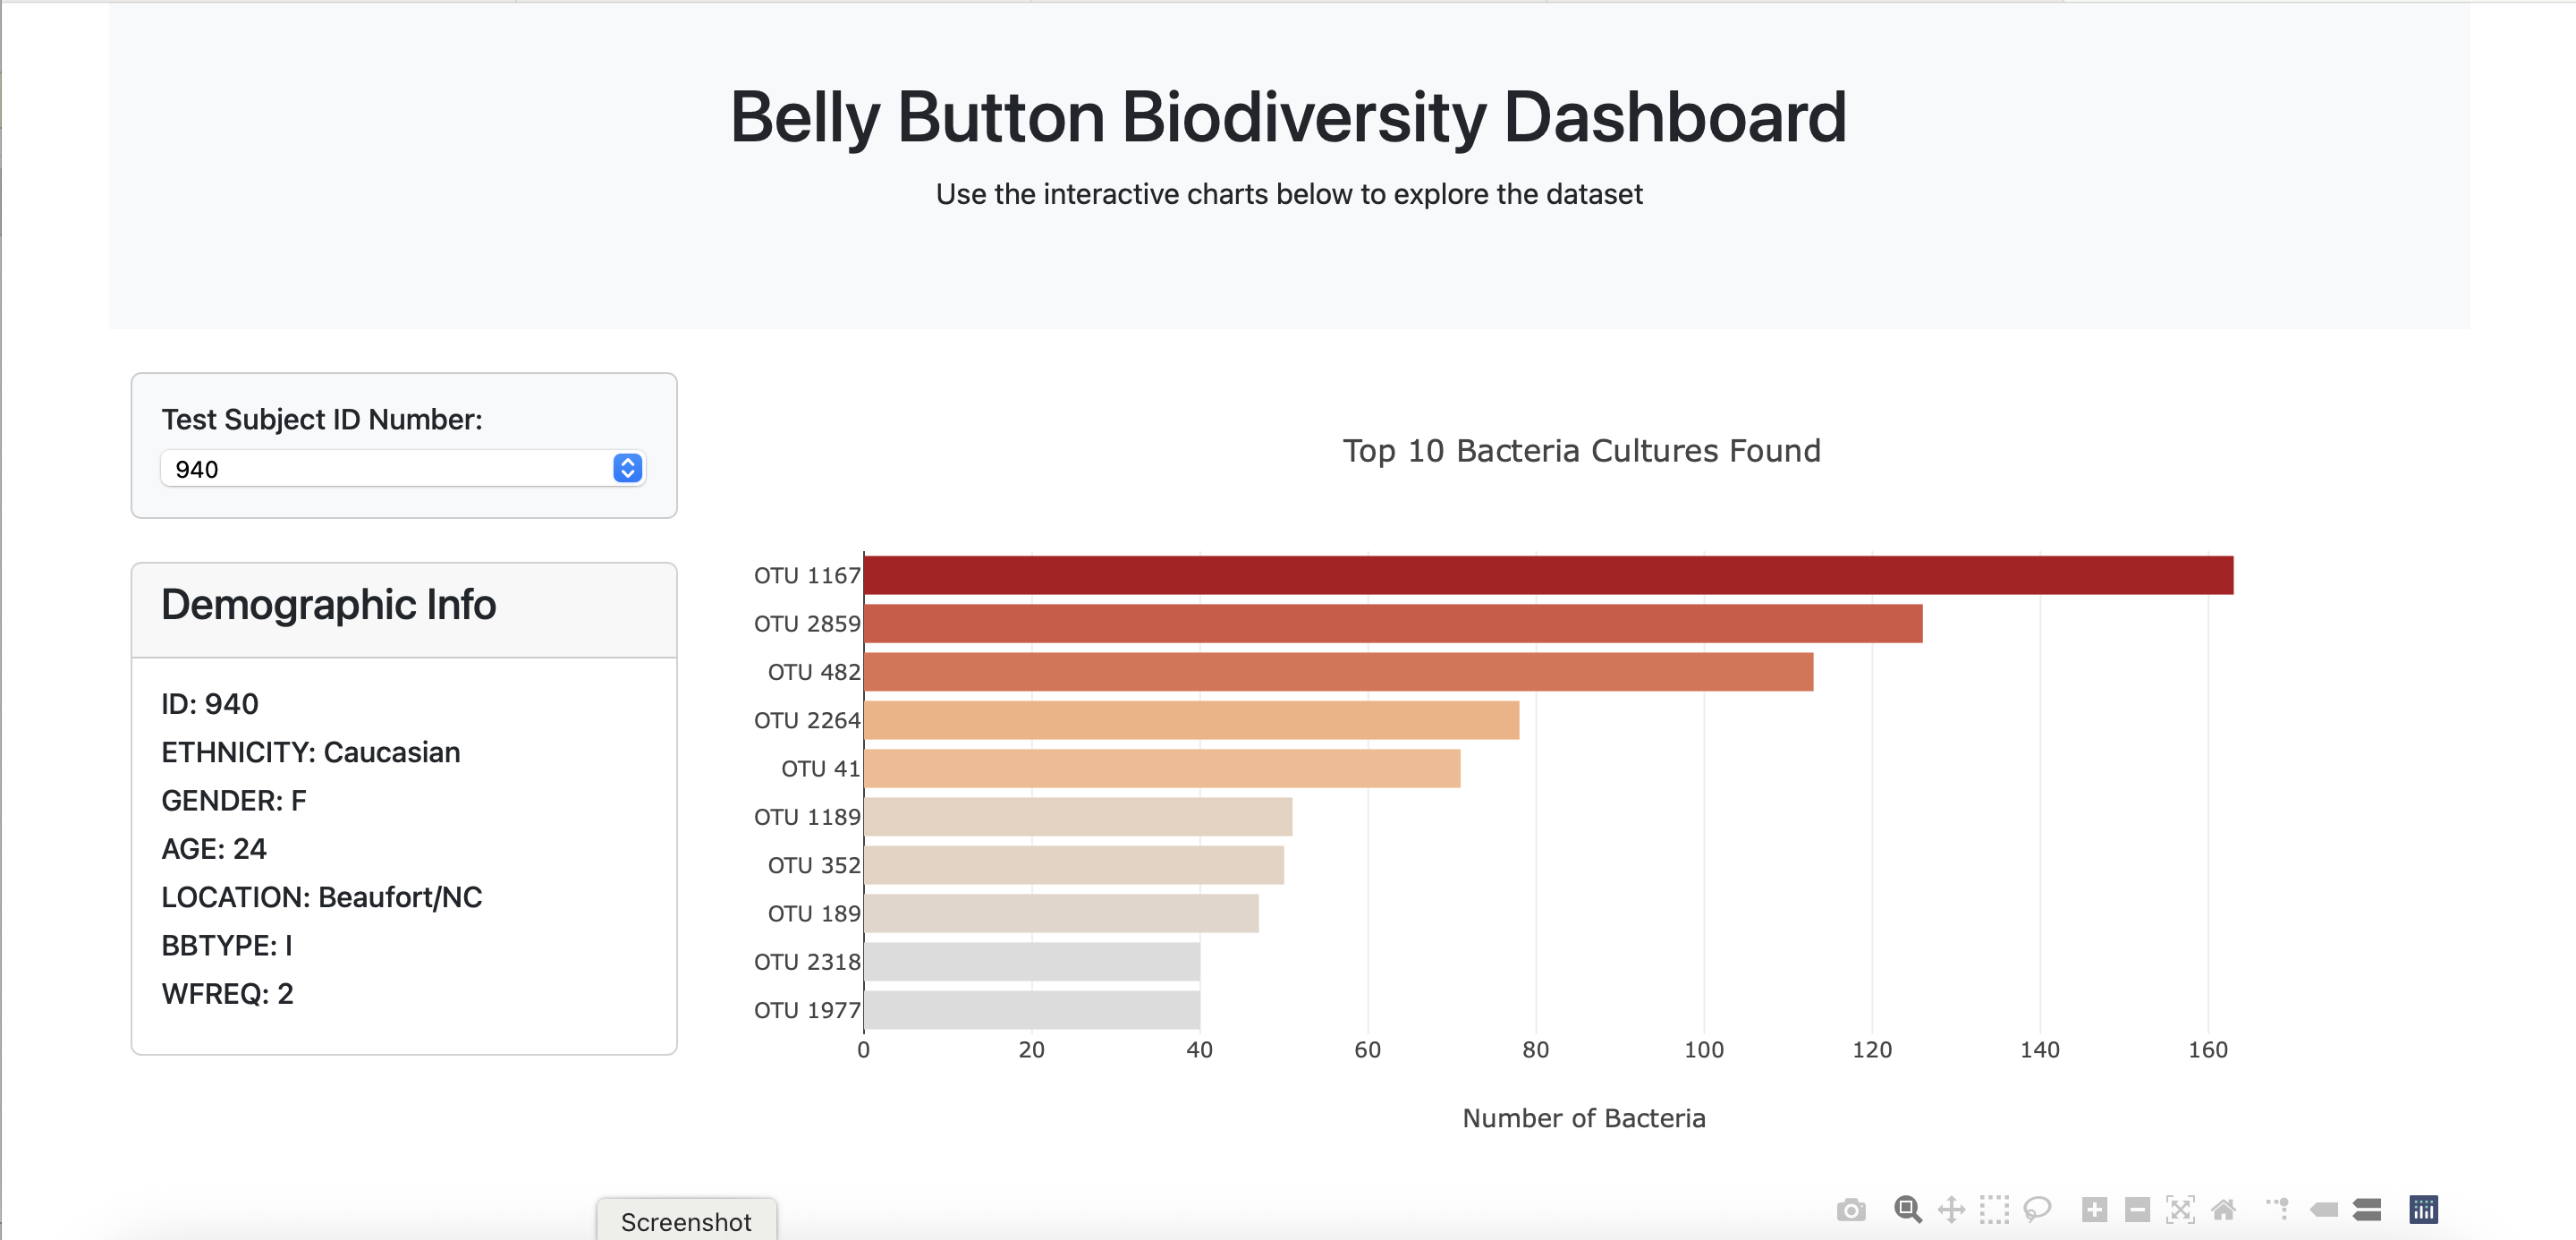 Belly Button Biodiversity Dashboard
Use the interactive charts below to explore the dataset
Test Subject ID Number:
940
Demographic Info
ID: 940
ETHNICITY: Caucasian
GENDER: F
AGE: 24
LOCATION: Beaufort/NC
BBTYPE: I
WFREQ: 2
Top 10 Bacteria Cultures Found
OTU 1167
OTU 2859
OTU 482
OTU 2264
OTU 41
OTU 1189
OTU 352
OTU 189
OTU 2318
OTU 1977
0 20 40 60 80 100 120 140 160
Number of Bacteria
Screenshot